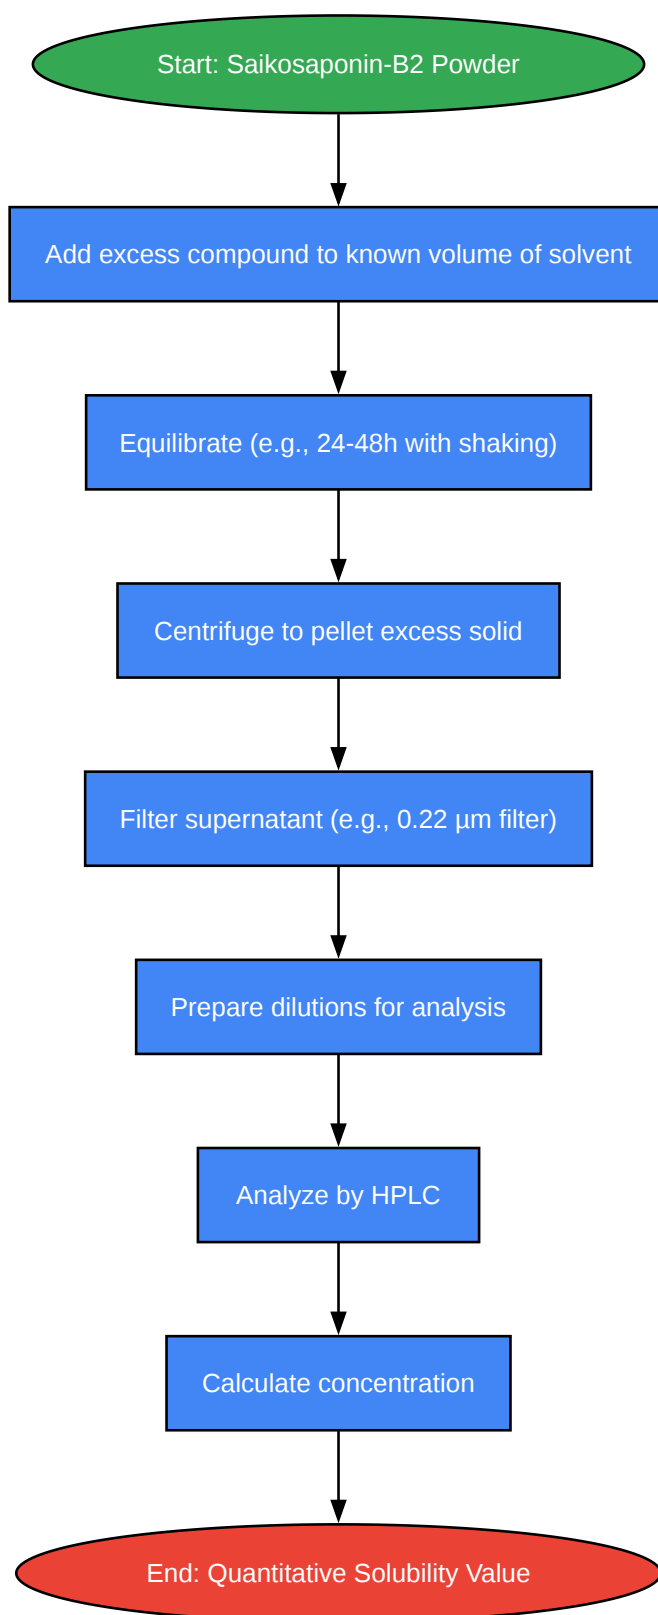 Start: Saikosaponin-B2 Powder
Add excess compound to known volume of solvent
Equilibrate (e.g., 24-48h with shaking)
Centrifuge to pellet excess solid
Filter supernatant (e.g., 0.22 µm filter)
Prepare dilutions for analysis
Analyze by HPLC
Calculate concentration
End: Quantitative Solubility Value